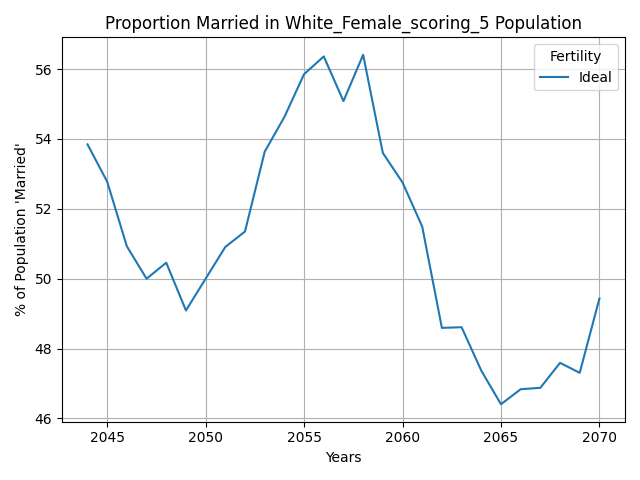 Proportion Married in White_Female_scoring_5 Population
Fertility
Ideal
% of Population 'Married'
56
54
52
50
48
46
2045 2050 2055 2060 2065 2070
Years